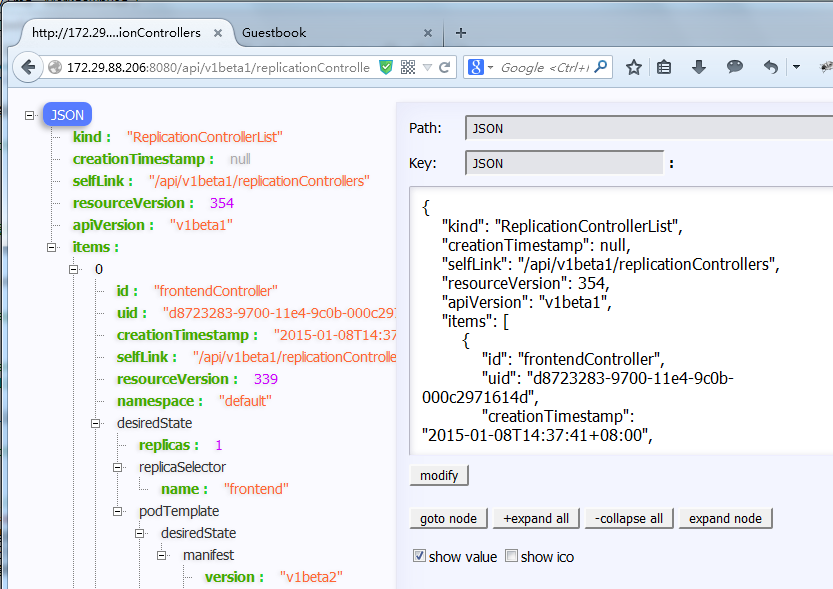 http://172.29....ionControllers
Guestbook
172.29.88.206:8080/api/v1beta1/replicationControlle
Google <Ctrl+
JSON
kind : "ReplicationControllerList"
creationTimestamp : null
selfLink : "/api/v1beta1/replicationControllers"
resourceVersion : 354
apiVersion : "v1beta1"
items :
0
id : "frontendController"
uid : "d8723283-9700-11e4-9c0b-000c297
creationTimestamp : "2015-01-08T14:37
selfLink : "/api/v1beta1/replicationControlle
resourceVersion : 339
namespace : "default"
desiredState
replicas : 1
replicaSelector
name : "frontend"
podTemplate
desiredState
manifest
version : "v1beta2"
Path: JSON
Key: JSON :
{
"kind": "ReplicationControllerList",
"creationTimestamp": null,
"selfLink": "/api/v1beta1/replicationControllers",
"resourceVersion": 354,
"apiVersion": "v1beta1",
"items": [
{
"id": "frontendController",
"uid": "d8723283-9700-11e4-9c0b-
000c2971614d",
"creationTimestamp":
"2015-01-08T14:37:41+08:00",
modify
goto node +expand all -collapse all expand node
show value show ico